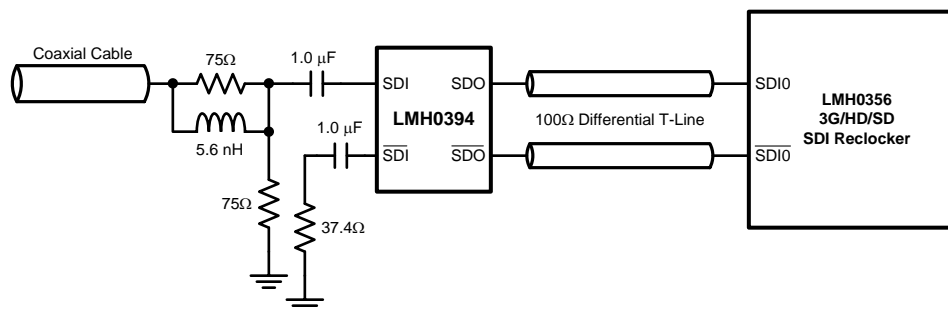 Coaxial Cable
75Ω
5.6 nH
75Ω
1.0 µF
1.0 µF
37.4Ω
SDI
SDO
LMH0394
SDI
SDO
100Ω Differential T-Line
SDI0
LMH0356
3G/HD/SD
SDI Reclocker
SDI0